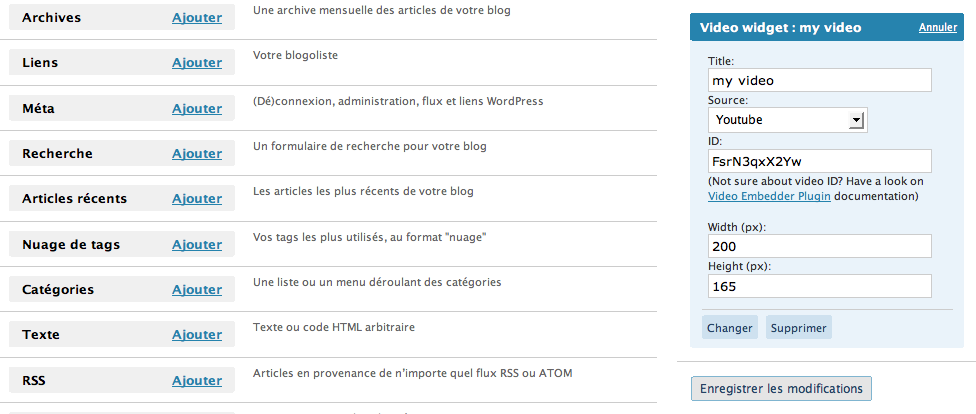 Archives Ajouter Une archive mensuelle des articles de votre blog
Liens Ajouter Votre blogoliste
Méta Ajouter (Dé)connexion, administration, flux et liens WordPress
Recherche Ajouter Un formulaire de recherche pour votre blog
Articles récents Ajouter Les articles les plus récents de votre blog
Nuage de tags Ajouter Vos tags les plus utilisés, au format "nuage"
Catégories Ajouter Une liste ou un menu déroulant des catégories
Texte Ajouter Texte ou code HTML arbitraire
RSS Ajouter Articles en provenance de n’importe quel flux RSS ou ATOM
Video widget : my video Annuler
Title:
my video
Source:
Youtube
ID:
FsrN3qxX2Yw
(Not sure about video ID? Have a look on
Video Embedder Plugin documentation)
Width (px):
200
Height (px):
165
Changer Supprimer
Enregistrer les modifications